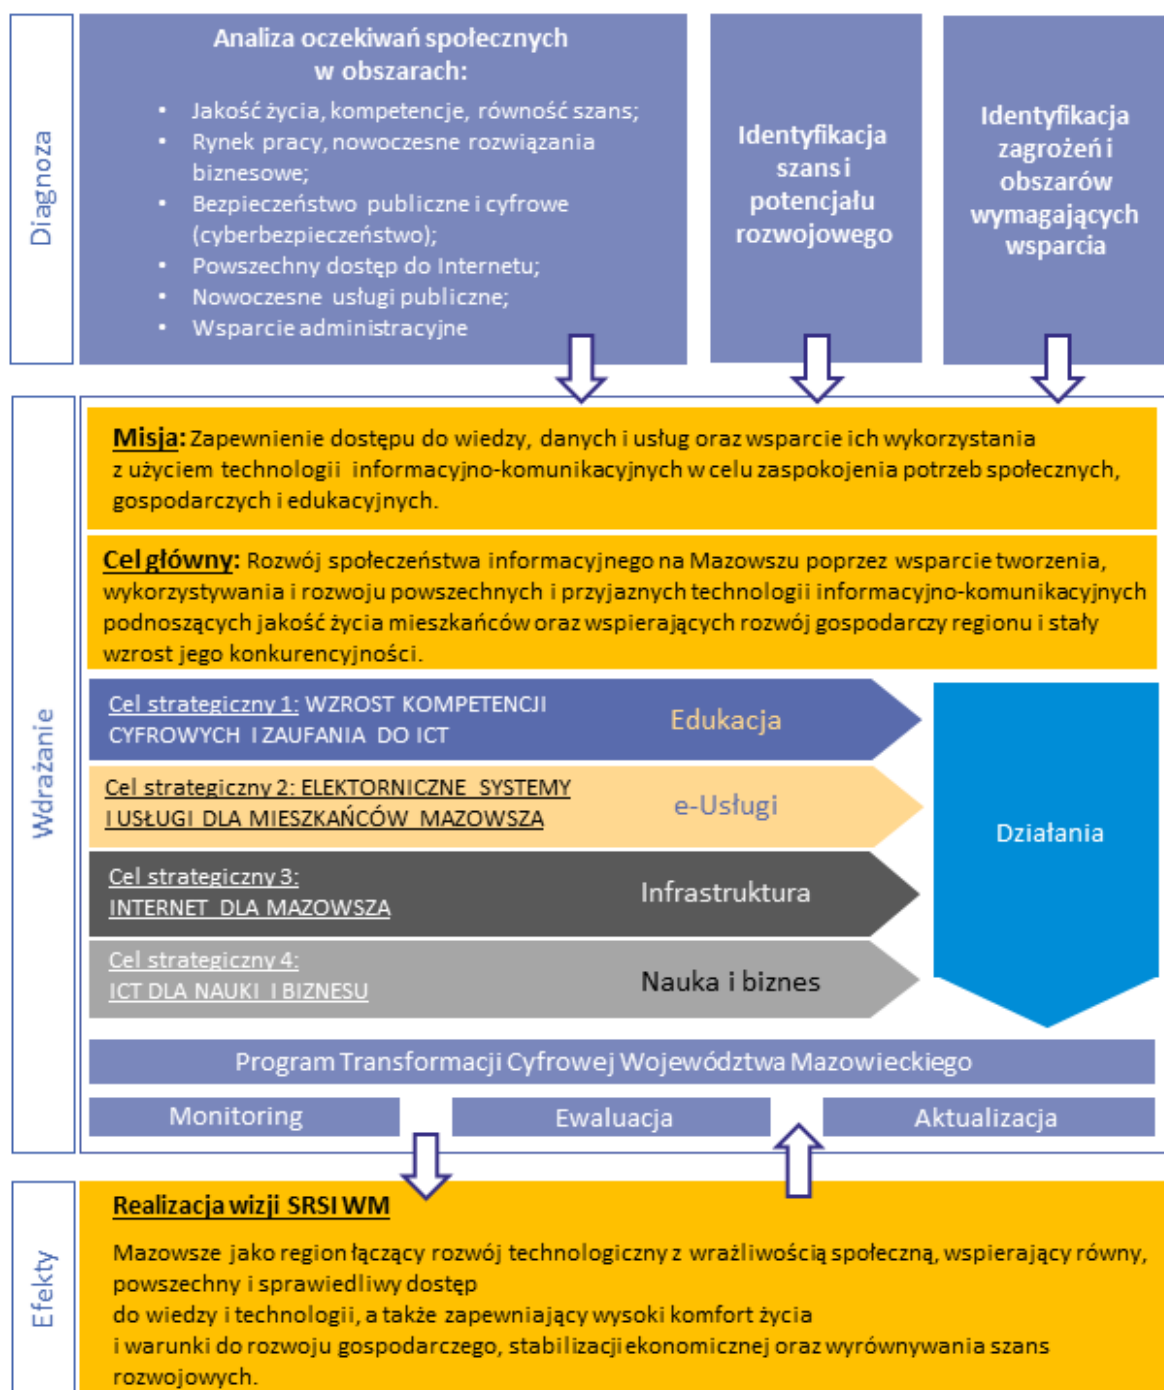 Diagnoza
Analiza oczekiwań społecznych
w obszarach:
• Jakość życia, kompetencje, równość szans;
• Rynek pracy, nowoczesne rozwiązania
biznesowe;
• Bezpieczeństwo publiczne i cyfrowe
(cyberbezpieczeństwo);
• Powszechny dostęp do Internetu;
• Nowoczesne usługi publiczne;
• Wsparcie administracyjne
Identyfikacja
szans i
potencjału
rozwojowego
Identyfikacja
zagrożeń i
obszarów
wymagających
wsparcia
Wdrażanie
Misja: Zapewnienie dostępu do wiedzy, danych i usług oraz wsparcie ich wykorzystania
z użyciem technologii informacyjno-komunikacyjnych w celu zaspokojenia potrzeb społecznych,
gospodarczych i edukacyjnych.
Cel główny: Rozwój społeczeństwa informacyjnego na Mazowszu poprzez wsparcie tworzenia,
wykorzystywania i rozwoju powszechnych i przyjaznych technologii informacyjno-komunikacyjnych
podnoszących jakość życia mieszkańców oraz wspierających rozwój gospodarczy regionu i stały
wzrost jego konkurencyjności.
Cel strategiczny 1: WZROST KOMPETENCJI
CYFROWYCH I ZAUFANIA DO ICT
Edukacja
Cel strategiczny 2: ELEKTORNICZNE SYSTEMY
I USŁUGI DLA MIESZKAŃCÓW MAZOWSZA
e-Usługi
Cel strategiczny 3:
INTERNET DLA MAZOWSZA
Infrastruktura
Cel strategiczny 4:
ICT DLA NAUKI I BIZNESU
Nauka i biznes
Działania
Program Transformacji Cyfrowej Województwa Mazowieckiego
Monitoring
Ewaluacja
Aktualizacja
Efekty
Realizacja wizji SRSI WM
Mazowsze jako region łączący rozwój technologiczny z wrażliwością społeczną, wspierający równy,
powszechny i sprawiedliwy dostęp
do wiedzy i technologii, a także zapewniający wysoki komfort życia
i warunki do rozwoju gospodarczego, stabilizacji ekonomicznej oraz wyrównywania szans
rozwojowych.